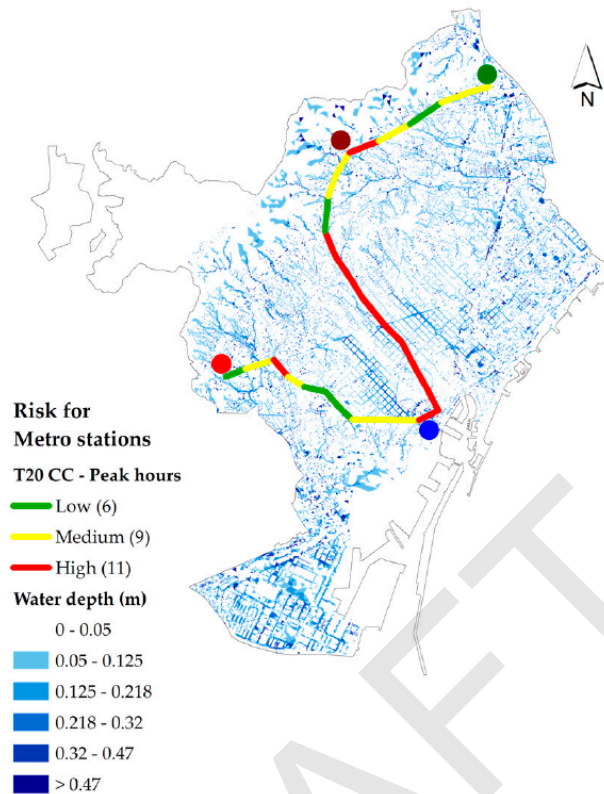 N
Risk for
Metro stations
T20 CC - Peak hours
Low (6)
Medium (9)
High (11)
Water depth (m)
0 - 0.05
0.05 - 0.125
0.125 - 0.218
0.218 - 0.32
0.32 - 0.47
> 0.47
AFT